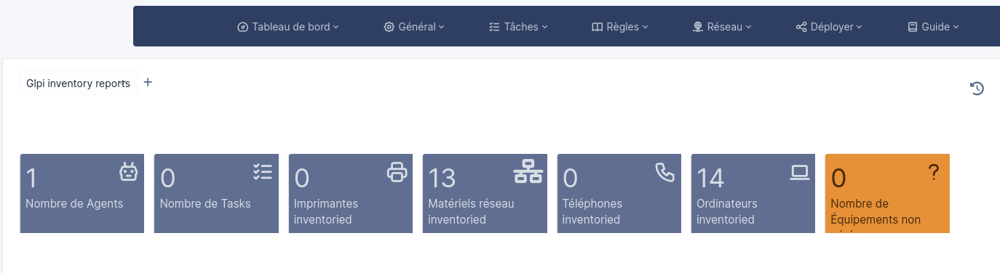 Tableau de bord Général Tâches Règles Réseau Déployer Guide
Glpi inventory reports +
1
Nombre de Agents
0
Nombre de Tasks
0
Imprimantes
inventoried
13
Matériels réseau
inventoried
0
Téléphones
inventoried
14
Ordinateurs
inventoried
0
?
Nombre de
Équipements non